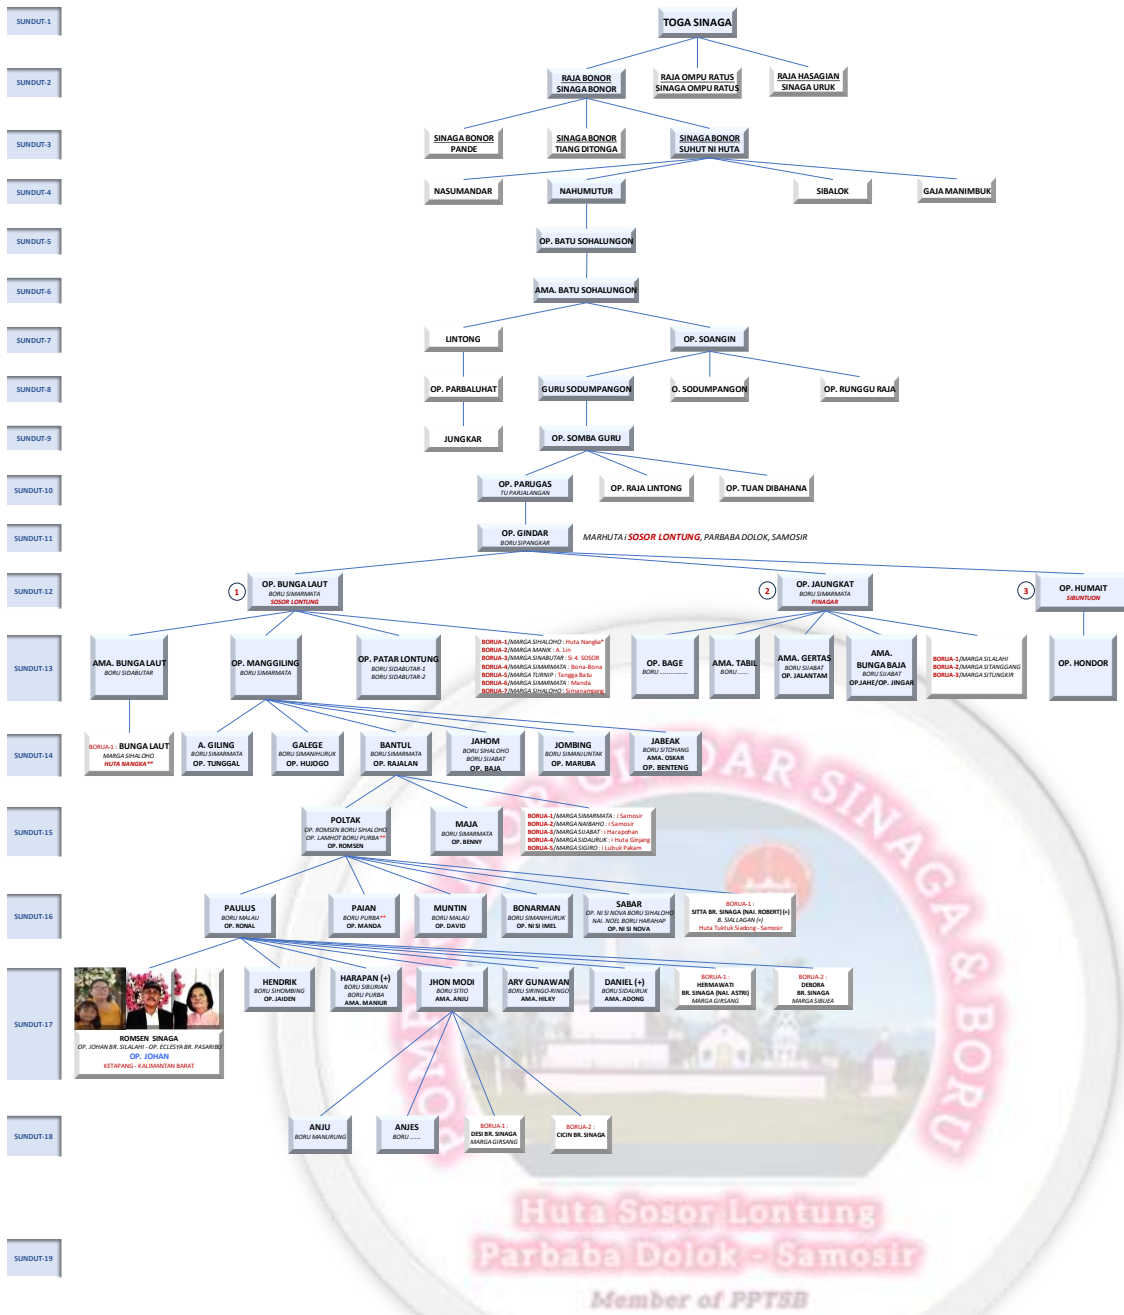 SUNDUT-1
TOGA SINAGA
SUNDUT-2
RAJA BONOR
SINAGA BONOR
RAJA OMPU RATUS
SINAGA OMPU RATUS
RAJA HASAGIAN
SINAGA URUK
SUNDUT-3
SINAGA BONOR
PANDE
SINAGA BONOR
TIANG DITONGA
SINAGA BONOR
SUHUT NI HUTA
SUNDUT-4
NASUMANDAR
NAHUMUTUR
SIBALOK
GAJA MANIMBUK
SUNDUT-5
OP. BATU SOHALUNGON
SUNDUT-6
AMA. BATU SOHALUNGON
SUNDUT-7
LINTONG
OP. SOANGIN
SUNDUT-8
OP. PARBALUHAT
GURU SODUMPANGON
O. SODUMPANGON
OP. RUNGGU RAJA
SUNDUT-9
JUNGKAR
OP. SOMBA GURU
SUNDUT-10
OP. PARUGAS
TU PARJALANGAN
OP. RAJA LINTONG
OP. TUAN DIBAHANA
SUNDUT-11
OP. GINDAR
BORU SIPANGKAR
MARHUTA i SOSOR LONTUNG, PARBABA DOLOK, SAMOSIR
SUNDUT-12
1
OP. BUNGA LAUT
BORU SIMARMATA
SOSOR LONTUNG
2
OP. JAUNGKAT
BORU SIMARMATA
PINAGAR
3
OP. HUMAIT
SIBUNTUON
SUNDUT-13
AMA. BUNGA LAUT
BORU SIDABUTAR
OP. MANGGILING
BORU SIMARMATA
OP. PATAR LONTUNG
BORU SIDABUTAR-1
BORU SIDABUTAR-2
BORUA-1/MARGA SIHALOHO : Huta Nangka*
BORUA-2/MARGA MANIK : A. Lin
BORUA-3/MARGA SINABUTAR : Si 4. SOSOR
BORUA-4/MARGA SIMARMATA : Bona-Bona
BORUA-5/MARGA TURNIP : Tangga Batu
BORUA-6/MARGA SIMARMATA : Manda
BORUA-7/MARGA SIHALOHO : Simanampang
OP. BAGE
BORU ................
AMA. TABIL
BORU ......
AMA. GERTAS
BORU SIJABAT
OP. JALANTAM
AMA.
BUNGA BAJA
BORU SIJABAT
OP.JAHE/OP. JINGAR
BORUA-1/MARGA SILALAHI
BORUA-2/MARGA SITANGGANG
BORUA-3/MARGA SITUNGKIR
OP. HONDOR
SUNDUT-14
BORUA-1 : BUNGA LAUT
MARGA SIHALOHO
HUTA NANGKA**
A. GILING
BORU SIMARMATA
OP. TUNGGAL
GALEGE
BORU SIMANIHURUK
OP. HUJOGO
BANTUL
BORU SIMARMATA
OP. RAJALAN
JAHOM
BORU SIHALOHO
BORU SIJABAT
OP. BAJA
JOMBING
BORU SIMANJUNTAK
OP. MARUBA
JABEAK
BORU SITOHANG
AMA. OSKAR
OP. BENTENG
SUNDUT-15
POLTAK
OP. ROMSEN BORU SIHALOHO
OP. LAMHOT BORU PURBA**
OP. ROMSEN
MAJA
BORU SIMARMATA
OP. BENNY
BORUA-1/MARGA SIMARMATA : i Samosir
BORUA-2/MARGA NAIBAHO : i Samosir
BORUA-3/MARGA SIJABAT : i Harapohan
BORUA-4/MARGA SIDAURUK : i Huta Ginjang
BORUA-5/MARGA SIGIRO : i Lubuk Pakam
SUNDUT-16
PAULUS
BORU MALAU
OP. RONAL
PAIAN
BORU PURBA**
OP. MANDA
MUNTIN
BORU MALAU
OP. DAVID
BONARMAN
BORU SIMANIHURUK
OP. NI SI IMEL
SABAR
OP. NI SI NOVA BORU SIHALOHO
NAI. NOEL BORU HARAHAP
OP. NI SI NOVA
BORUA-1 :
SITTA BR. SINAGA (NAI. ROBERT) (+)
B. SIALLAGAN (+)
Huta Tuktuk Siadong - Samosir
SUNDUT-17
ROMSEN SINAGA
OP. JOHAN BR. SILALAHI - OP. ECLESYA BR. PASARIBU
OP. JOHAN
KETAPANG - KALIMANTAN BARAT
HENDRIK
BORU SIHOMBING
OP. JAIDEN
HARAPAN (+)
BORU SIBURIAN
BORU PURBA
AMA. MANIUR
JHON MODI
BORU SITIO
AMA. ANJU
ARY GUNAWAN
BORU SIRINGO-RINGO
AMA. HILKY
DANIEL (+)
BORU SIDAURUK
AMA. ADONG
BORUA-1 :
HERMAWATI
BR. SINAGA (NAI. ASTRI)
MARGA GIRSANG
BORUA-2 :
DEBORA
BR. SINAGA
MARGA SIBUEA
SUNDUT-18
ANJU
BORU MANURUNG
ANJES
BORU ......
BORUA-1 :
DESI BR. SINAGA
MARGA GIRSANG
BORUA-2 :
CICIN BR. SINAGA
SUNDUT-19
Huta Sosor Lontung
Parbaba Dolok - Samosir
Member of PPTSB